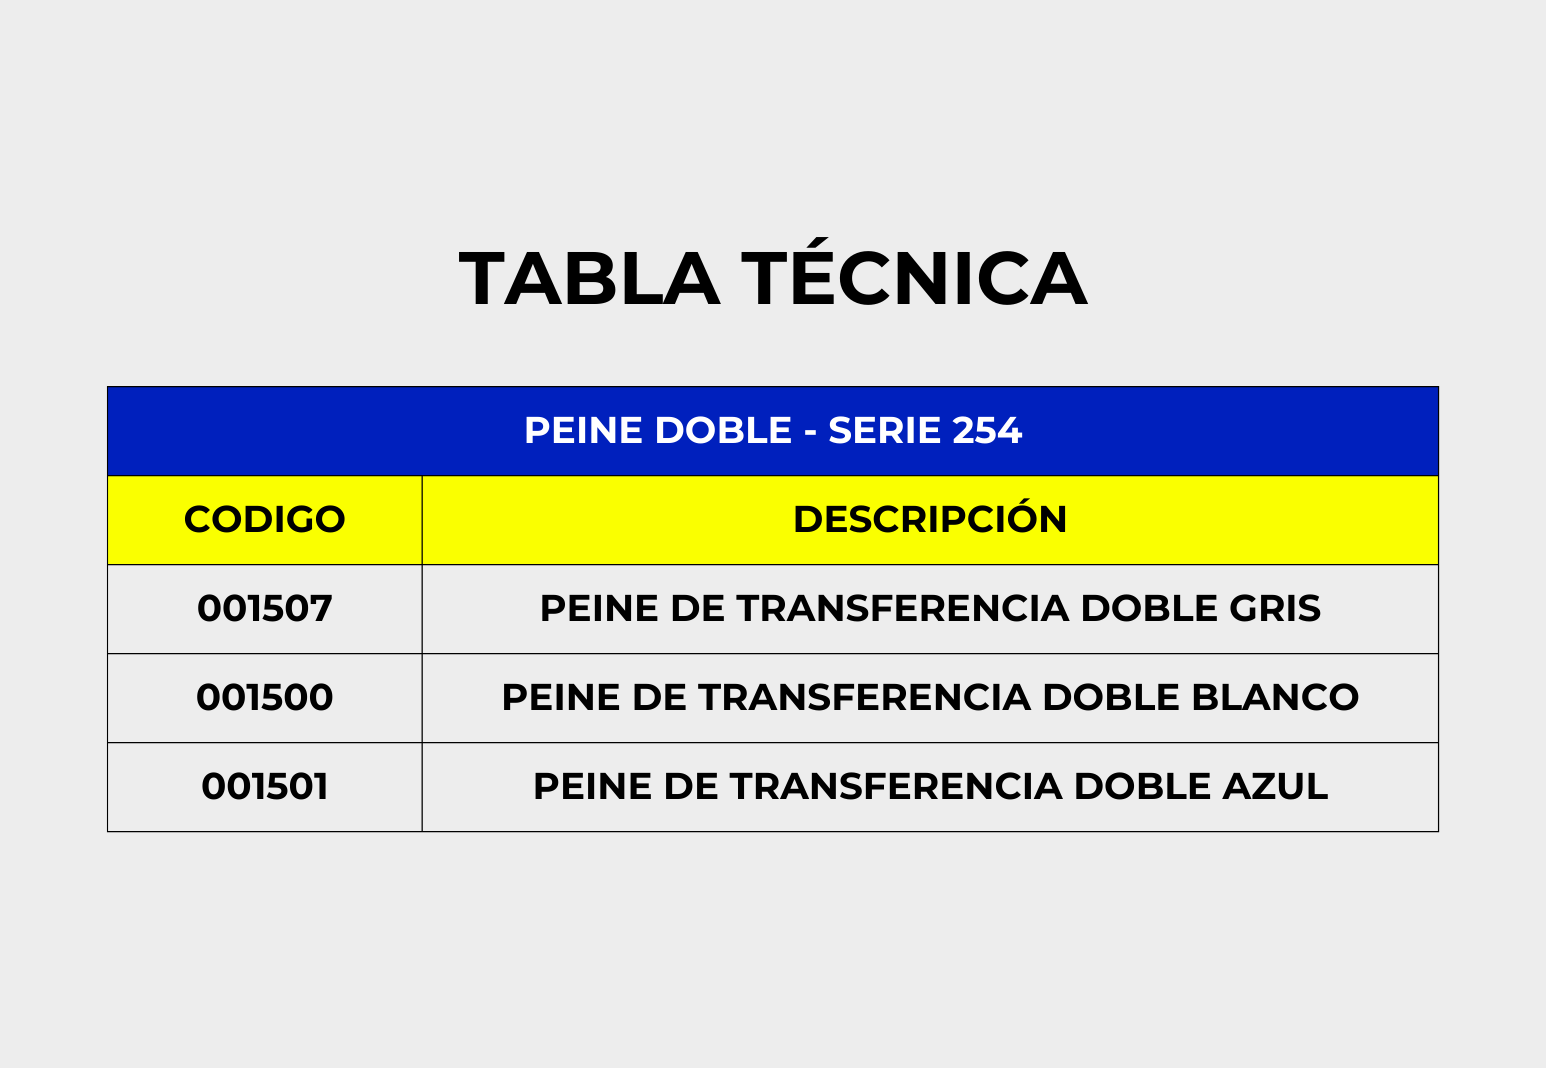 TABLA TÉCNICA
PEINE DOBLE - SERIE 254
CODIGO DESCRIPCIÓN
001507 PEINE DE TRANSFERENCIA DOBLE GRIS
001500 PEINE DE TRANSFERENCIA DOBLE BLANCO
001501 PEINE DE TRANSFERENCIA DOBLE AZUL